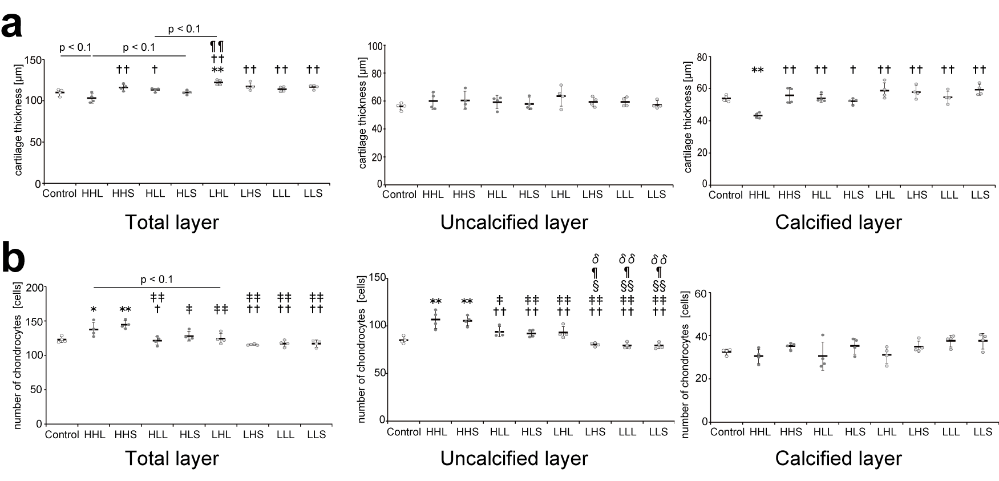 a
p < 0.1
p < 0.1 p < 0.1
¶¶
†† † †† †† †† ††
**
cartilage thickness [µm]
150
100
50
0
Control HHL HHS HLL HLS LHL LHS LLL LLS
Total layer
cartilage thickness [µm]
100
80
60
40
20
0
Control HHL HHS HLL HLS LHL LHS LLL LLS
Uncalcified layer
cartilage thickness [µm]
80
60
40
20
0
** †† †† † †† †† †† ††
Control HHL HHS HLL HLS LHL LHS LLL LLS
Calcified layer
b
p < 0.1
‡‡ ‡‡ ‡‡ ‡‡
* ** † ‡ ‡‡ †† †† ††
number of chondrocytes [cells]
200
150
100
50
0
Control HHL HHS HLL HLS LHL LHS LLL LLS
Total layer
δ δδ δδ
¶ ¶ ¶
§ §§ §§
** ** ‡ ‡‡ ‡‡ ‡‡ ‡‡ ‡‡
†† †† †† †† †† ††
number of chondrocytes [cells]
150
100
50
0
Control HHL HHS HLL HLS LHL LHS LLL LLS
Uncalcified layer
number of chondrocytes [cells]
60
40
20
0
Control HHL HHS HLL HLS LHL LHS LLL LLS
Calcified layer